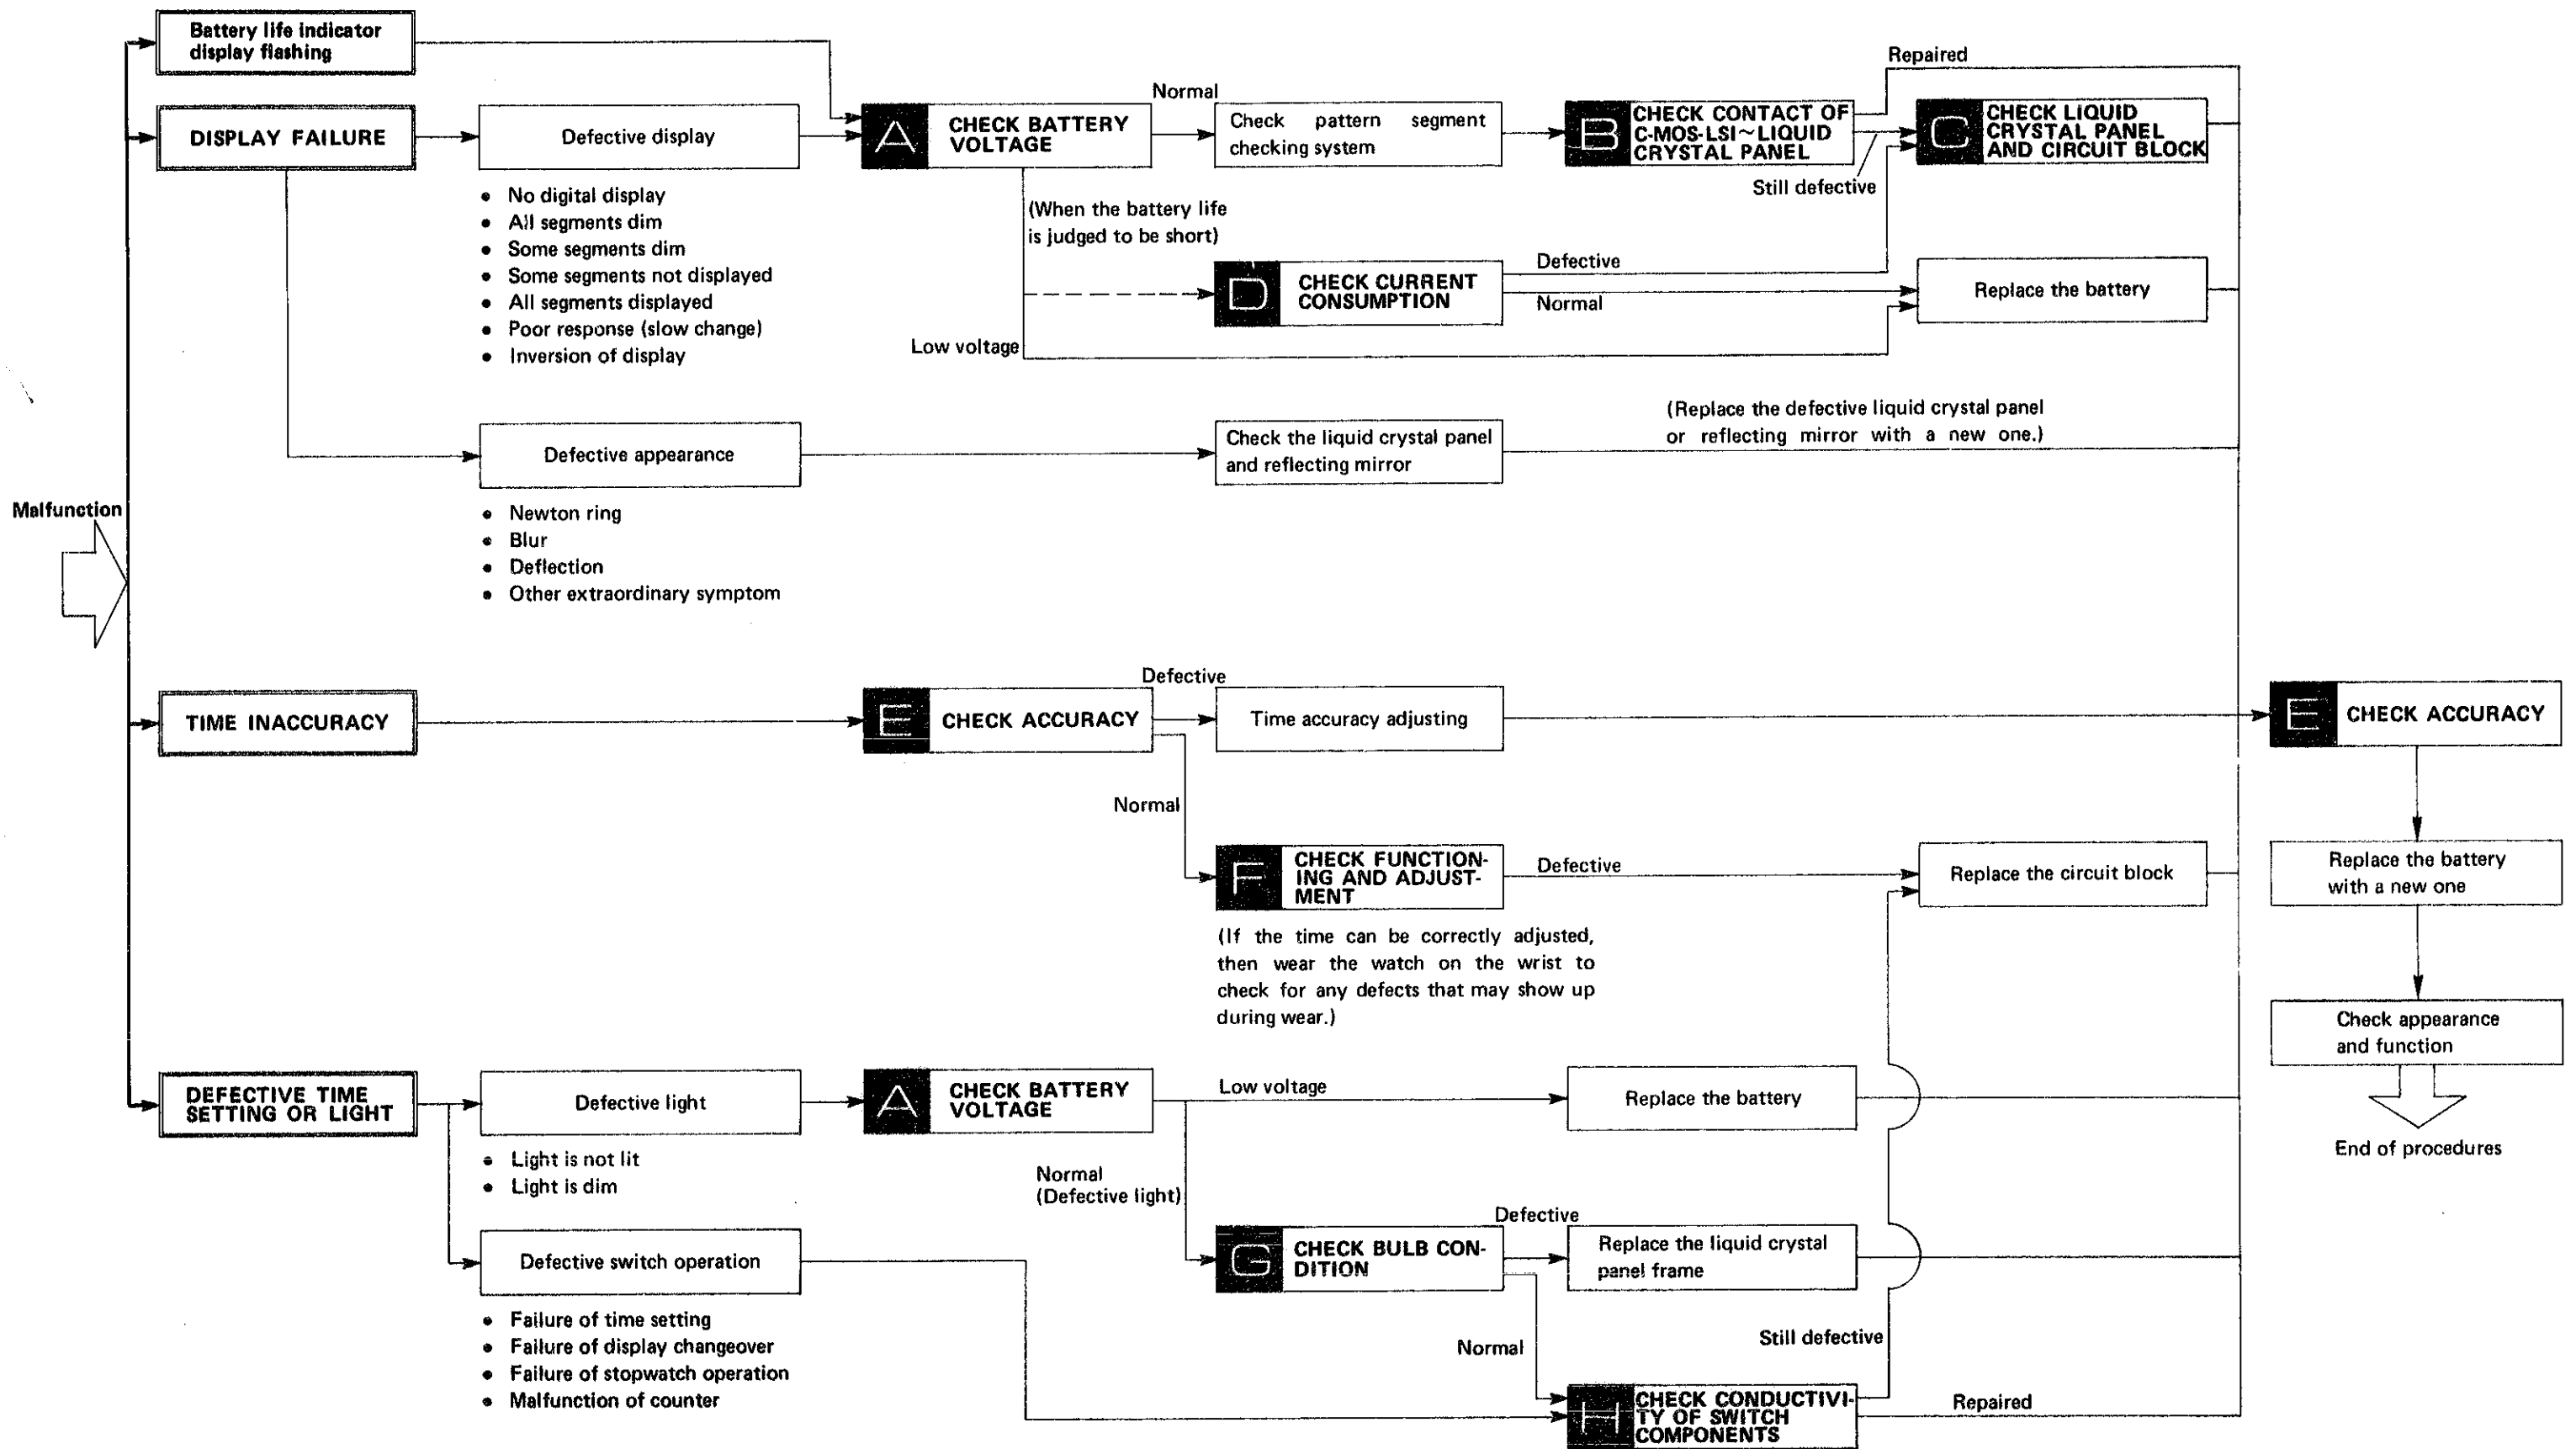 Malfunction
Battery life indicator
display flashing
DISPLAY FAILURE
Defective display
• No digital display
• All segments dim
• Some segments dim
• Some segments not displayed
• All segments displayed
• Poor response (slow change)
• Inversion of display
A
CHECK BATTERY
VOLTAGE
Normal
Check pattern segment
checking system
B
CHECK CONTACT OF
C-MOS-LSI~LIQUID
CRYSTAL PANEL
Repaired
Still defective
C
CHECK LIQUID
CRYSTAL PANEL
AND CIRCUIT BLOCK
(When the battery life
is judged to be short)
D
CHECK CURRENT
CONSUMPTION
Defective
Normal
Replace the battery
Low voltage
Defective appearance
• Newton ring
• Blur
• Deflection
• Other extraordinary symptom
Check the liquid crystal panel
and reflecting mirror
(Replace the defective liquid crystal panel
or reflecting mirror with a new one.)
TIME INACCURACY
E
CHECK ACCURACY
Defective
Time accuracy adjusting
Normal
F
CHECK FUNCTION-
ING AND ADJUST-
MENT
Defective
Replace the circuit block
(If the time can be correctly adjusted,
then wear the watch on the wrist to
check for any defects that may show up
during wear.)
DEFECTIVE TIME
SETTING OR LIGHT
Defective light
• Light is not lit
• Light is dim
A
CHECK BATTERY
VOLTAGE
Low voltage
Replace the battery
Normal
(Defective light)
G
CHECK BULB CON-
DITION
Defective
Replace the liquid crystal
panel frame
Normal
Defective switch operation
• Failure of time setting
• Failure of display changeover
• Failure of stopwatch operation
• Malfunction of counter
H
CHECK CONDUCTIVI-
TY OF SWITCH
COMPONENTS
Still defective
Repaired
E
CHECK ACCURACY
Replace the battery
with a new one
Check appearance
and function
End of procedures